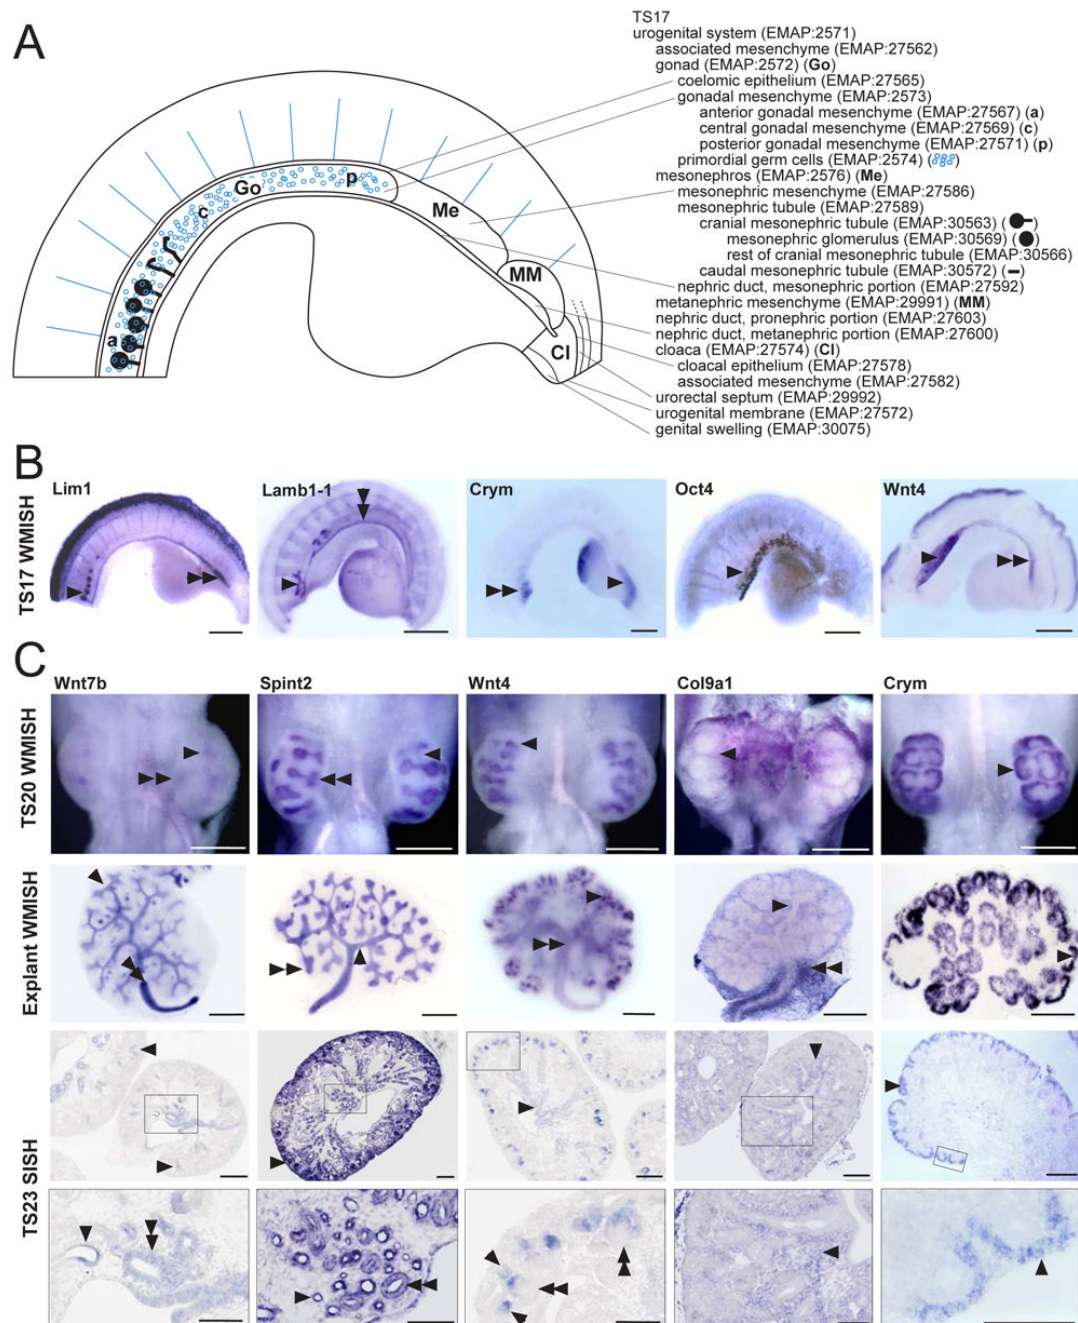 A
TS17
urogenital system (EMAP:2571)
associated mesenchyme (EMAP:27562)
gonad (EMAP:2572) (Go)
coelomic epithelium (EMAP:27565)
gonadal mesenchyme (EMAP:2573)
anterior gonadal mesenchyme (EMAP:27567) (a)
central gonadal mesenchyme (EMAP:27569) (c)
posterior gonadal mesenchyme (EMAP:27571) (p)
primordial germ cells (EMAP:2574) ( )
mesonephros (EMAP:2576) (Me)
mesonephric mesenchyme (EMAP:27586)
mesonephric tubule (EMAP:27589)
cranial mesonephric tubule (EMAP:30563) ( )
mesonephric glomerulus (EMAP:30569) ( )
rest of cranial mesonephric tubule (EMAP:30566)
caudal mesonephric tubule (EMAP:30572) ( )
nephric duct, mesonephric portion (EMAP:27592)
metanephric mesenchyme (EMAP:29991) (MM)
nephric duct, pronephric portion (EMAP:27603)
nephric duct, metanephric portion (EMAP:27600)
cloaca (EMAP:27574) (Cl)
cloacal epithelium (EMAP:27578)
associated mesenchyme (EMAP:27582)
urorectal septum (EMAP:29992)
urogenital membrane (EMAP:27572)
genital swelling (EMAP:30075)
p
Go
c
Me
MM
a
Cl
B
TS17 WMISH
Lim1
Lamb1-1
Crym
Oct4
Wnt4
C
Wnt7b
Spint2
Wnt4
Col9a1
Crym
TS20 WMISH
Explant WMISH
TS23 SISH